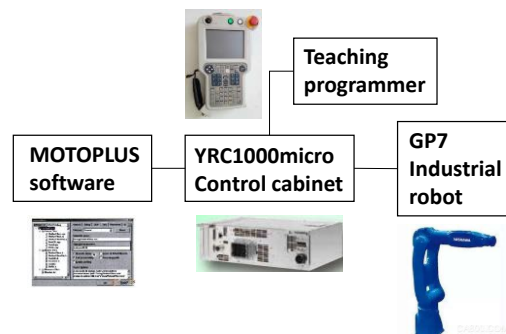 Teaching
programmer
MOTOPLUS
software
YRC1000micro
Control cabinet
GP7
Industrial
robot